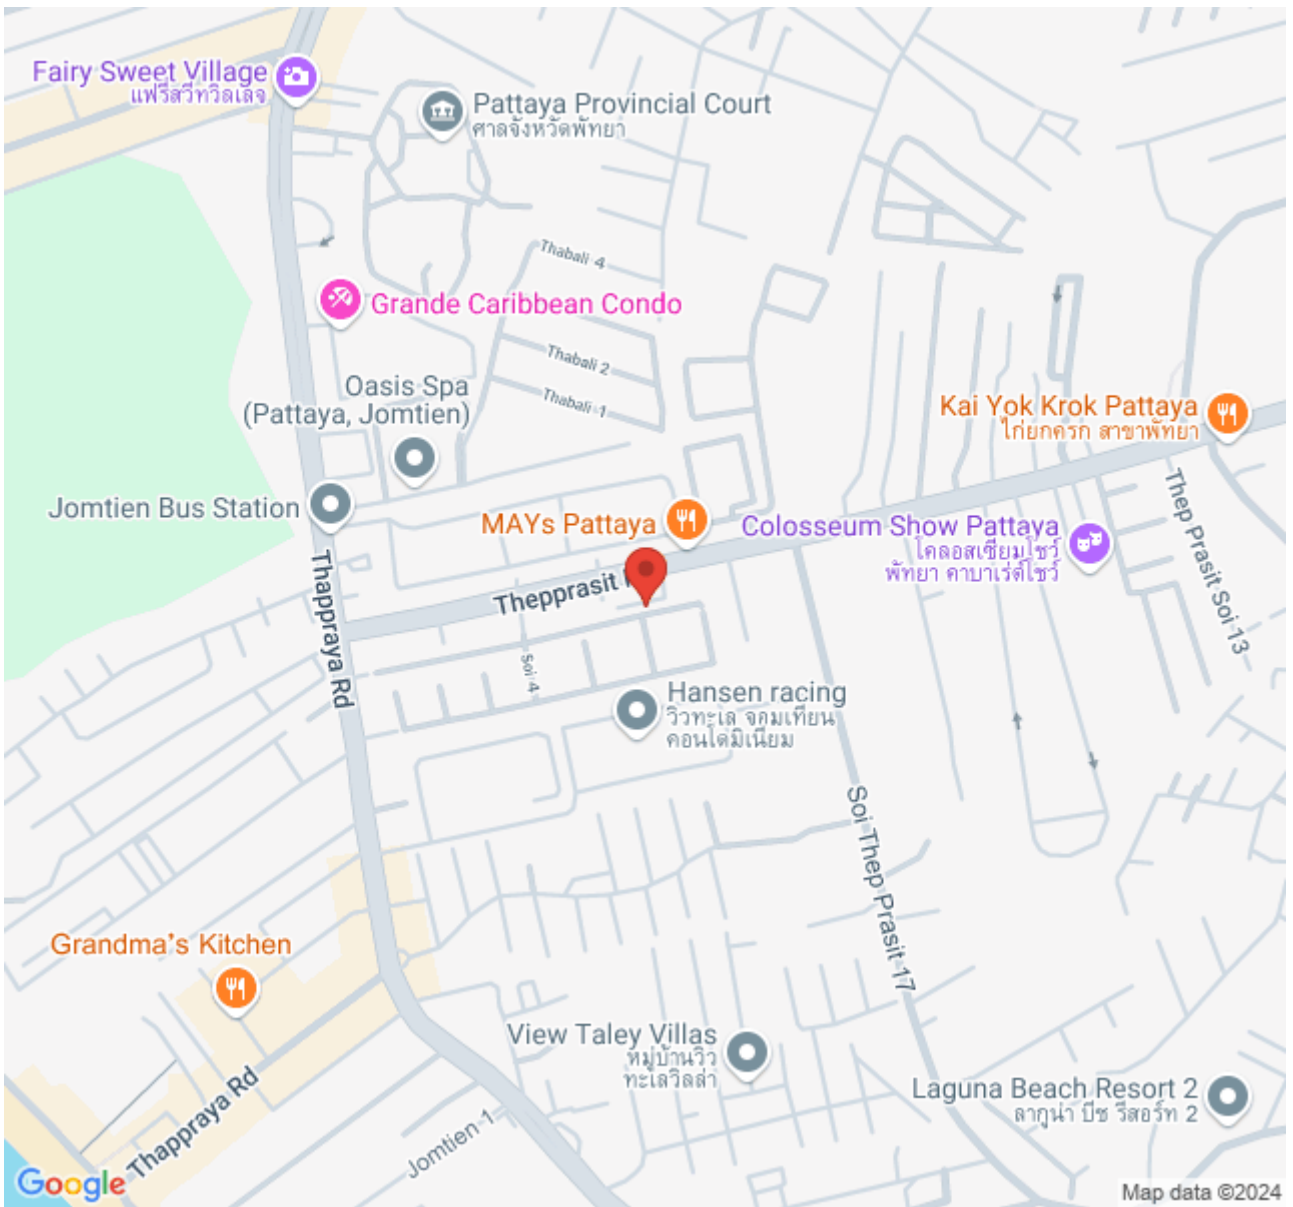 Fairy Sweet Village
แฟรี่สวีทวิลเลจ
Pattaya Provincial Court
ศาลจังหวัดพัทยา
Thabali 4
Grande Caribbean Condo
Thabali 2
Oasis Spa
(Pattaya, Jomtien)
Thabali 1
Kai Yok Krok Pattaya
ไก่ยกครก สาขาพัทยา
Jomtien Bus Station
MAYs Pattaya
Colosseum Show Pattaya
โคลอสเซียมโชว์
พัทยา คาบาเร่ต์โชว์
Thep Prasit Soi 13
Thepprasit
Thappraya Rd
Soi 4
Hansen racing
วิวทะเล จอมเทียน
คอนโดมิเนียม
Soi Thep Prasit 17
Grandma's Kitchen
View Taley Villas
หมู่บ้านวิว
ทะเลวิลล่า
Laguna Beach Resort 2
ลากูน่า บีช รีสอร์ท 2
Thappraya Rd
Jomtien 1
Google
Map data ©2024